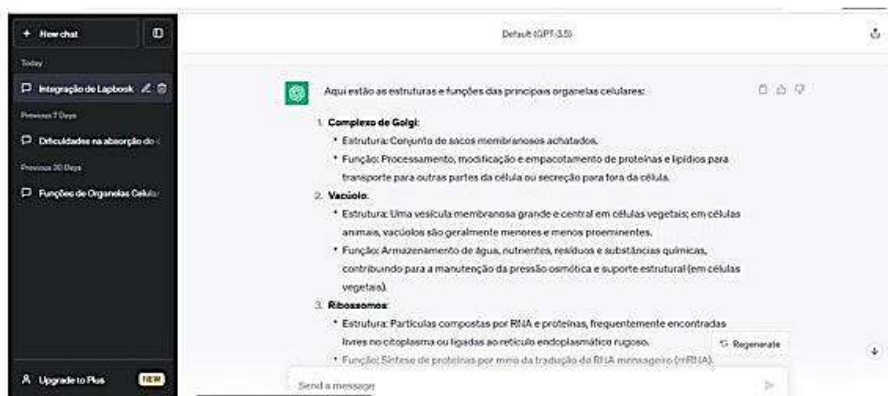 + New chat
Today
Integração de Lapbook
Previous 7 Days
Dificuldades na absorção do
Previous 30 Days
Funções de Organelas Celular
Upgrade to Plus
NEW
Default (GPT-3.5)
Aqui estão as estruturas e funções das principais organelas celulares:
1. Complexo de Golgi:
• Estrutura: Conjunto de sacos membranosos achatados.
• Função: Processamento, modificação e empacotamento de proteínas e lipídios para
transporte para outras partes da célula ou secreção para fora da célula.
2. Vacúolo:
• Estrutura: Uma vesícula membranosa grande e central em células vegetais; em células
animais, vacúolos são geralmente menores e menos proeminentes.
• Função: Armazenamento de água, nutrientes, resíduos e substâncias químicas,
contribuindo para a manutenção da pressão osmótica e suporte estrutural (em células
vegetais).
3. Ribossomos:
• Estrutura: Partículas compostas por RNA e proteínas, frequentemente encontradas
livres no citoplasma ou ligadas ao retículo endoplasmático rugoso.
• Função: Síntese de proteínas por meio da tradução do RNA mensageiro (mRNA).
Regenerate
Send a message